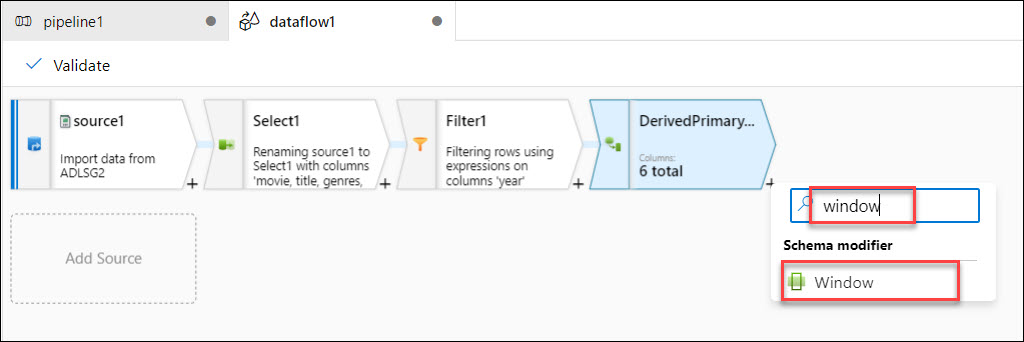 pipeline1
dataflow1
Validate
source1
Import data from
ADLSG2
Select1
Renaming source1 to
Select1 with columns
'movie, title, genres,
Filter1
Filtering rows using
expressions on
columns 'year'
DerivedPrimary...
Columns:
6 total
+
+
+
+
window
Schema modifier
Window
Add Source